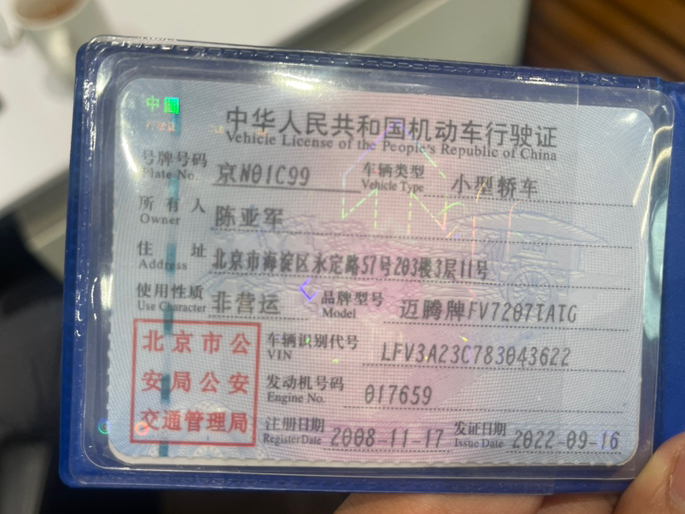 中国
行驶证
中华人民共和国机动车行驶证
Vehicle License of the People's Republic of China
号牌号码 京N01C99 车辆类型 小型轿车
Plate No. Vehicle Type
所有人 陈亚军
Owner
住址 北京市海淀区永定路57号203楼3层11号
Address
使用性质 非营运 品牌型号 迈腾牌FV7207TATG
Use Character Model
北京市公
安局公安
交通管理局
车辆识别代号 LFV3A23C783043622
VIN
发动机号码 017659
Engine No.
注册日期 2008-11-17 发证日期 2022-09-16
Register Date Issue Date